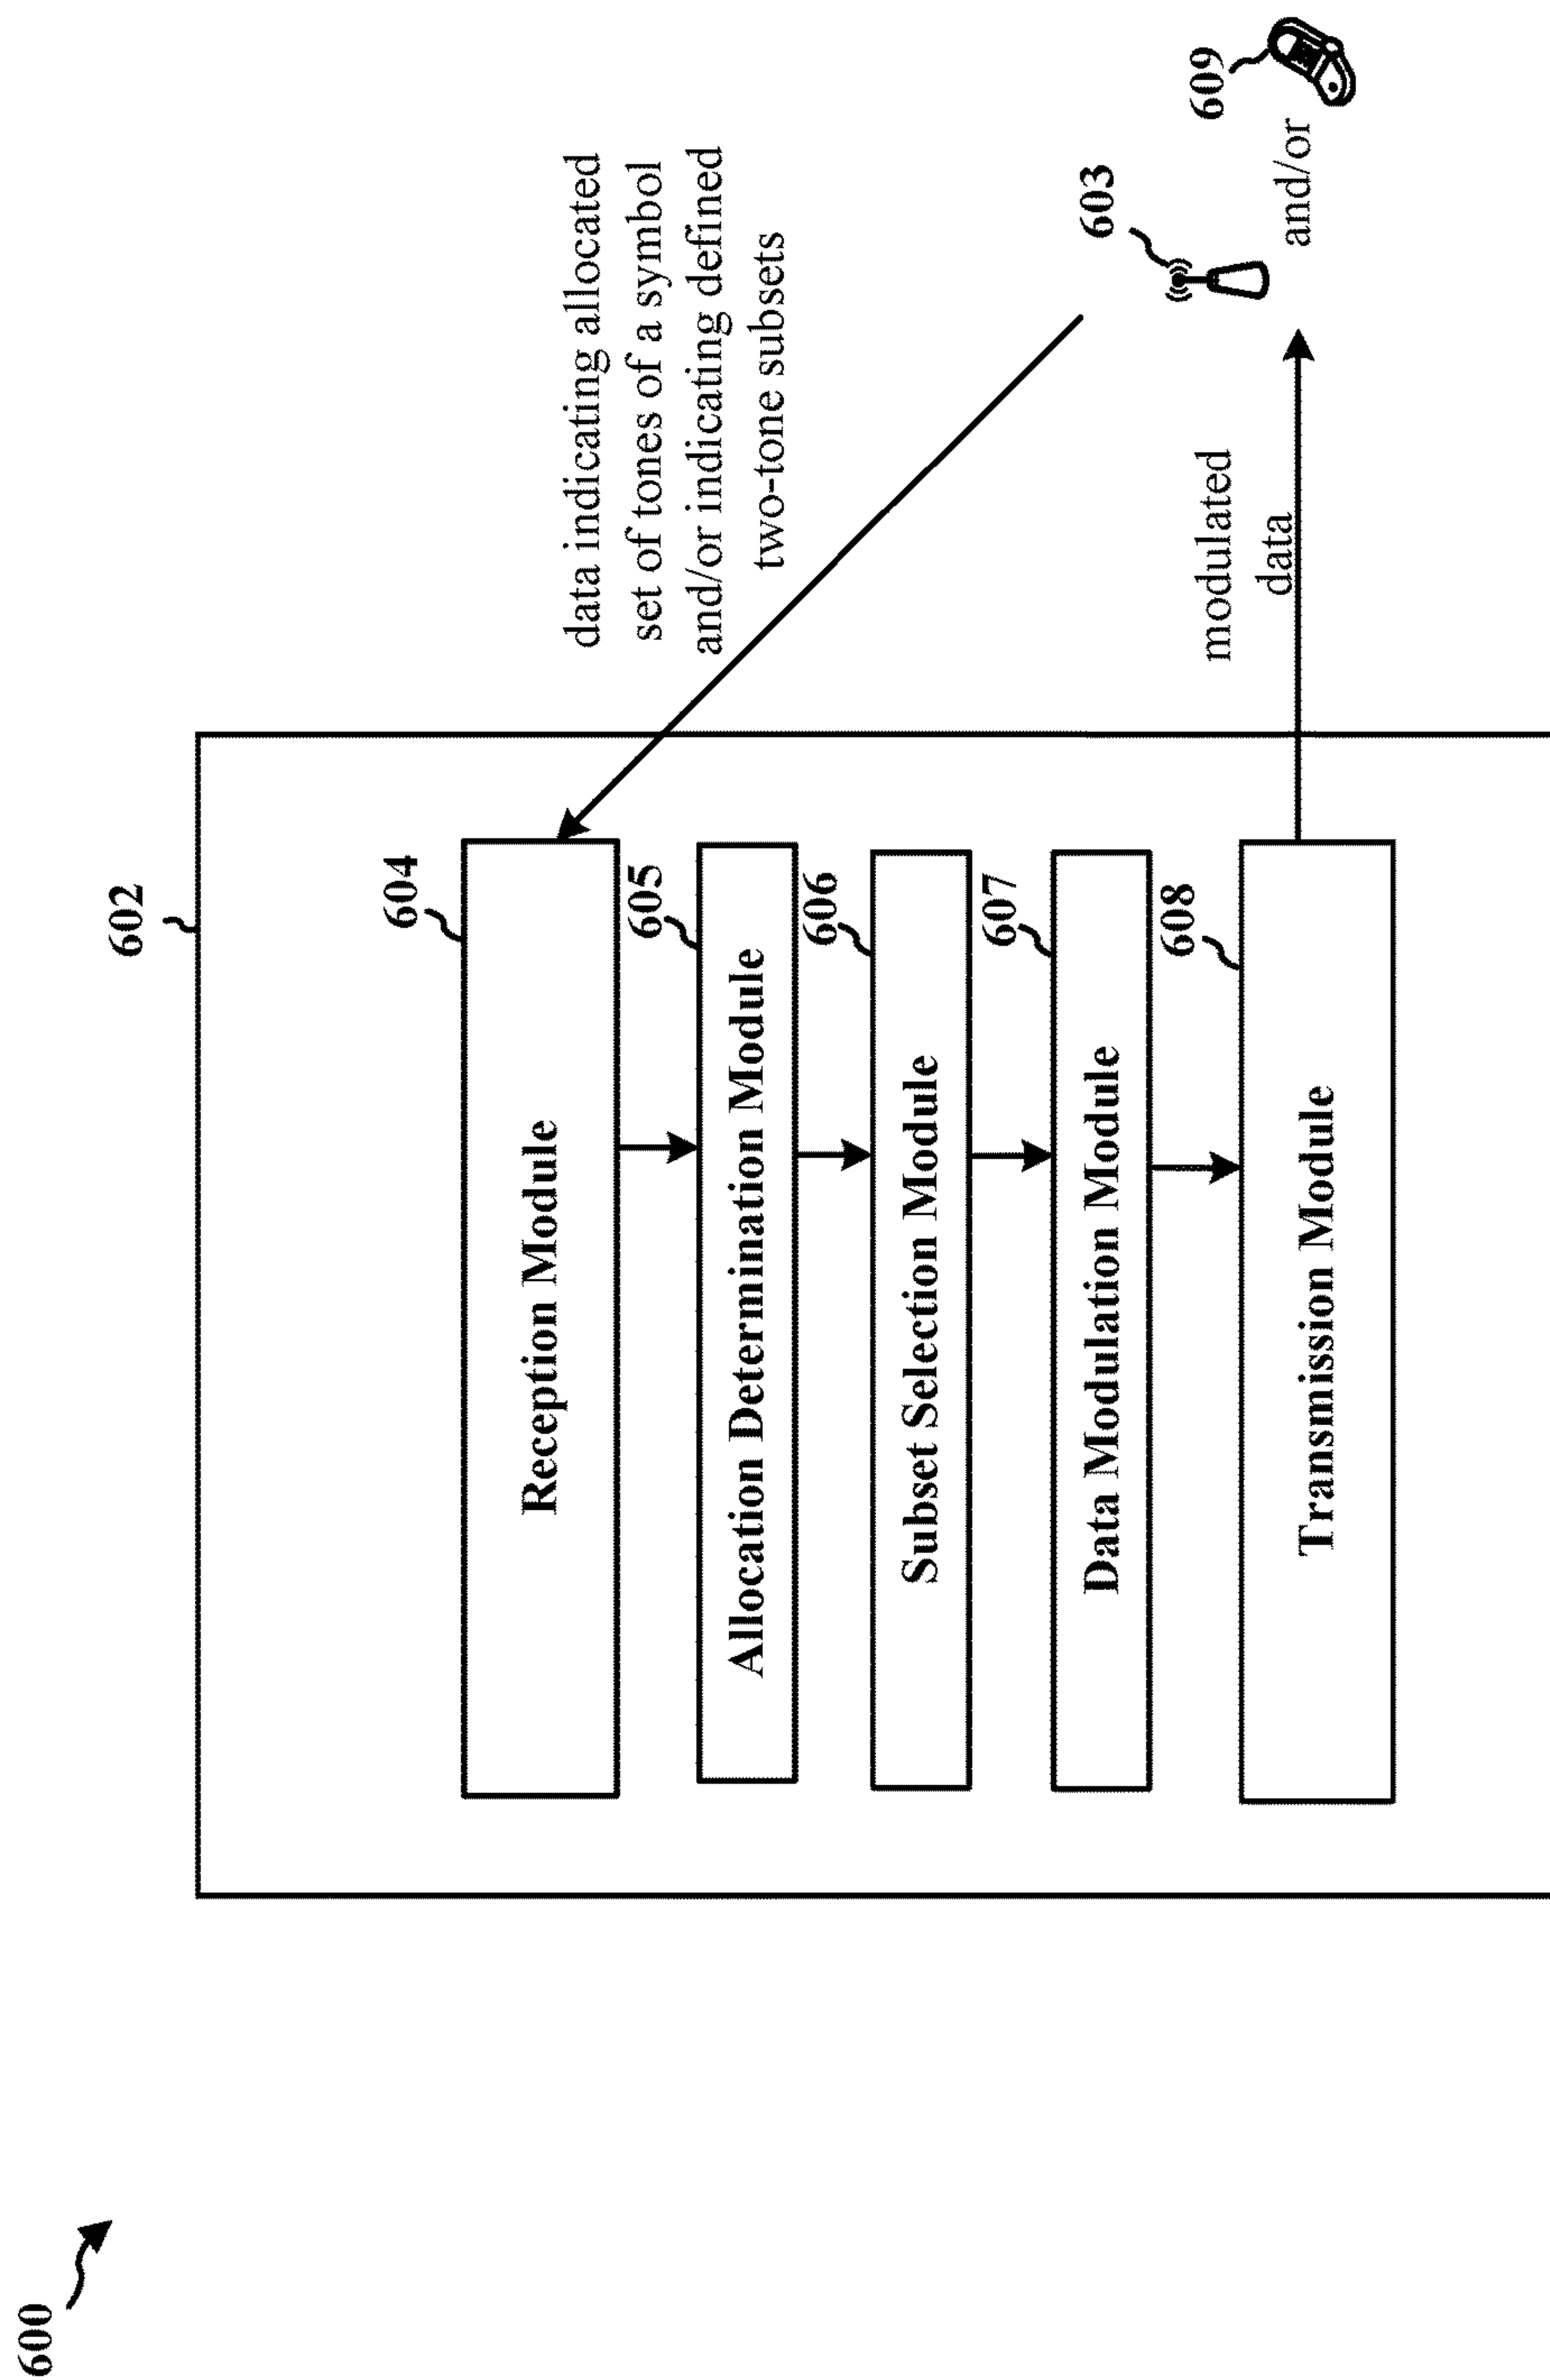 600
602
604
Reception Module
605
Allocation Determination Module
606
Subset Selection Module
607
Data Modulation Module
608
Transmission Module
data indicating allocated
set of tones of a symbol
and/or indicating defined
two-tone subsets
603
modulated
data
and/or
609